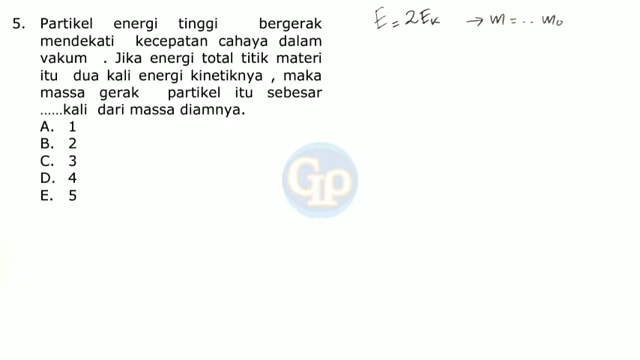 5. Partikel energi tinggi bergerak
mendekati kecepatan cahaya dalam
vakum . Jika energi total titik materi
itu dua kali energi kinetiknya , maka
massa gerak partikel itu sebesar
......kali dari massa diamnya.
A. 1
B. 2
C. 3
D. 4
E. 5
E = 2Ek → m = .. m₀
Gp